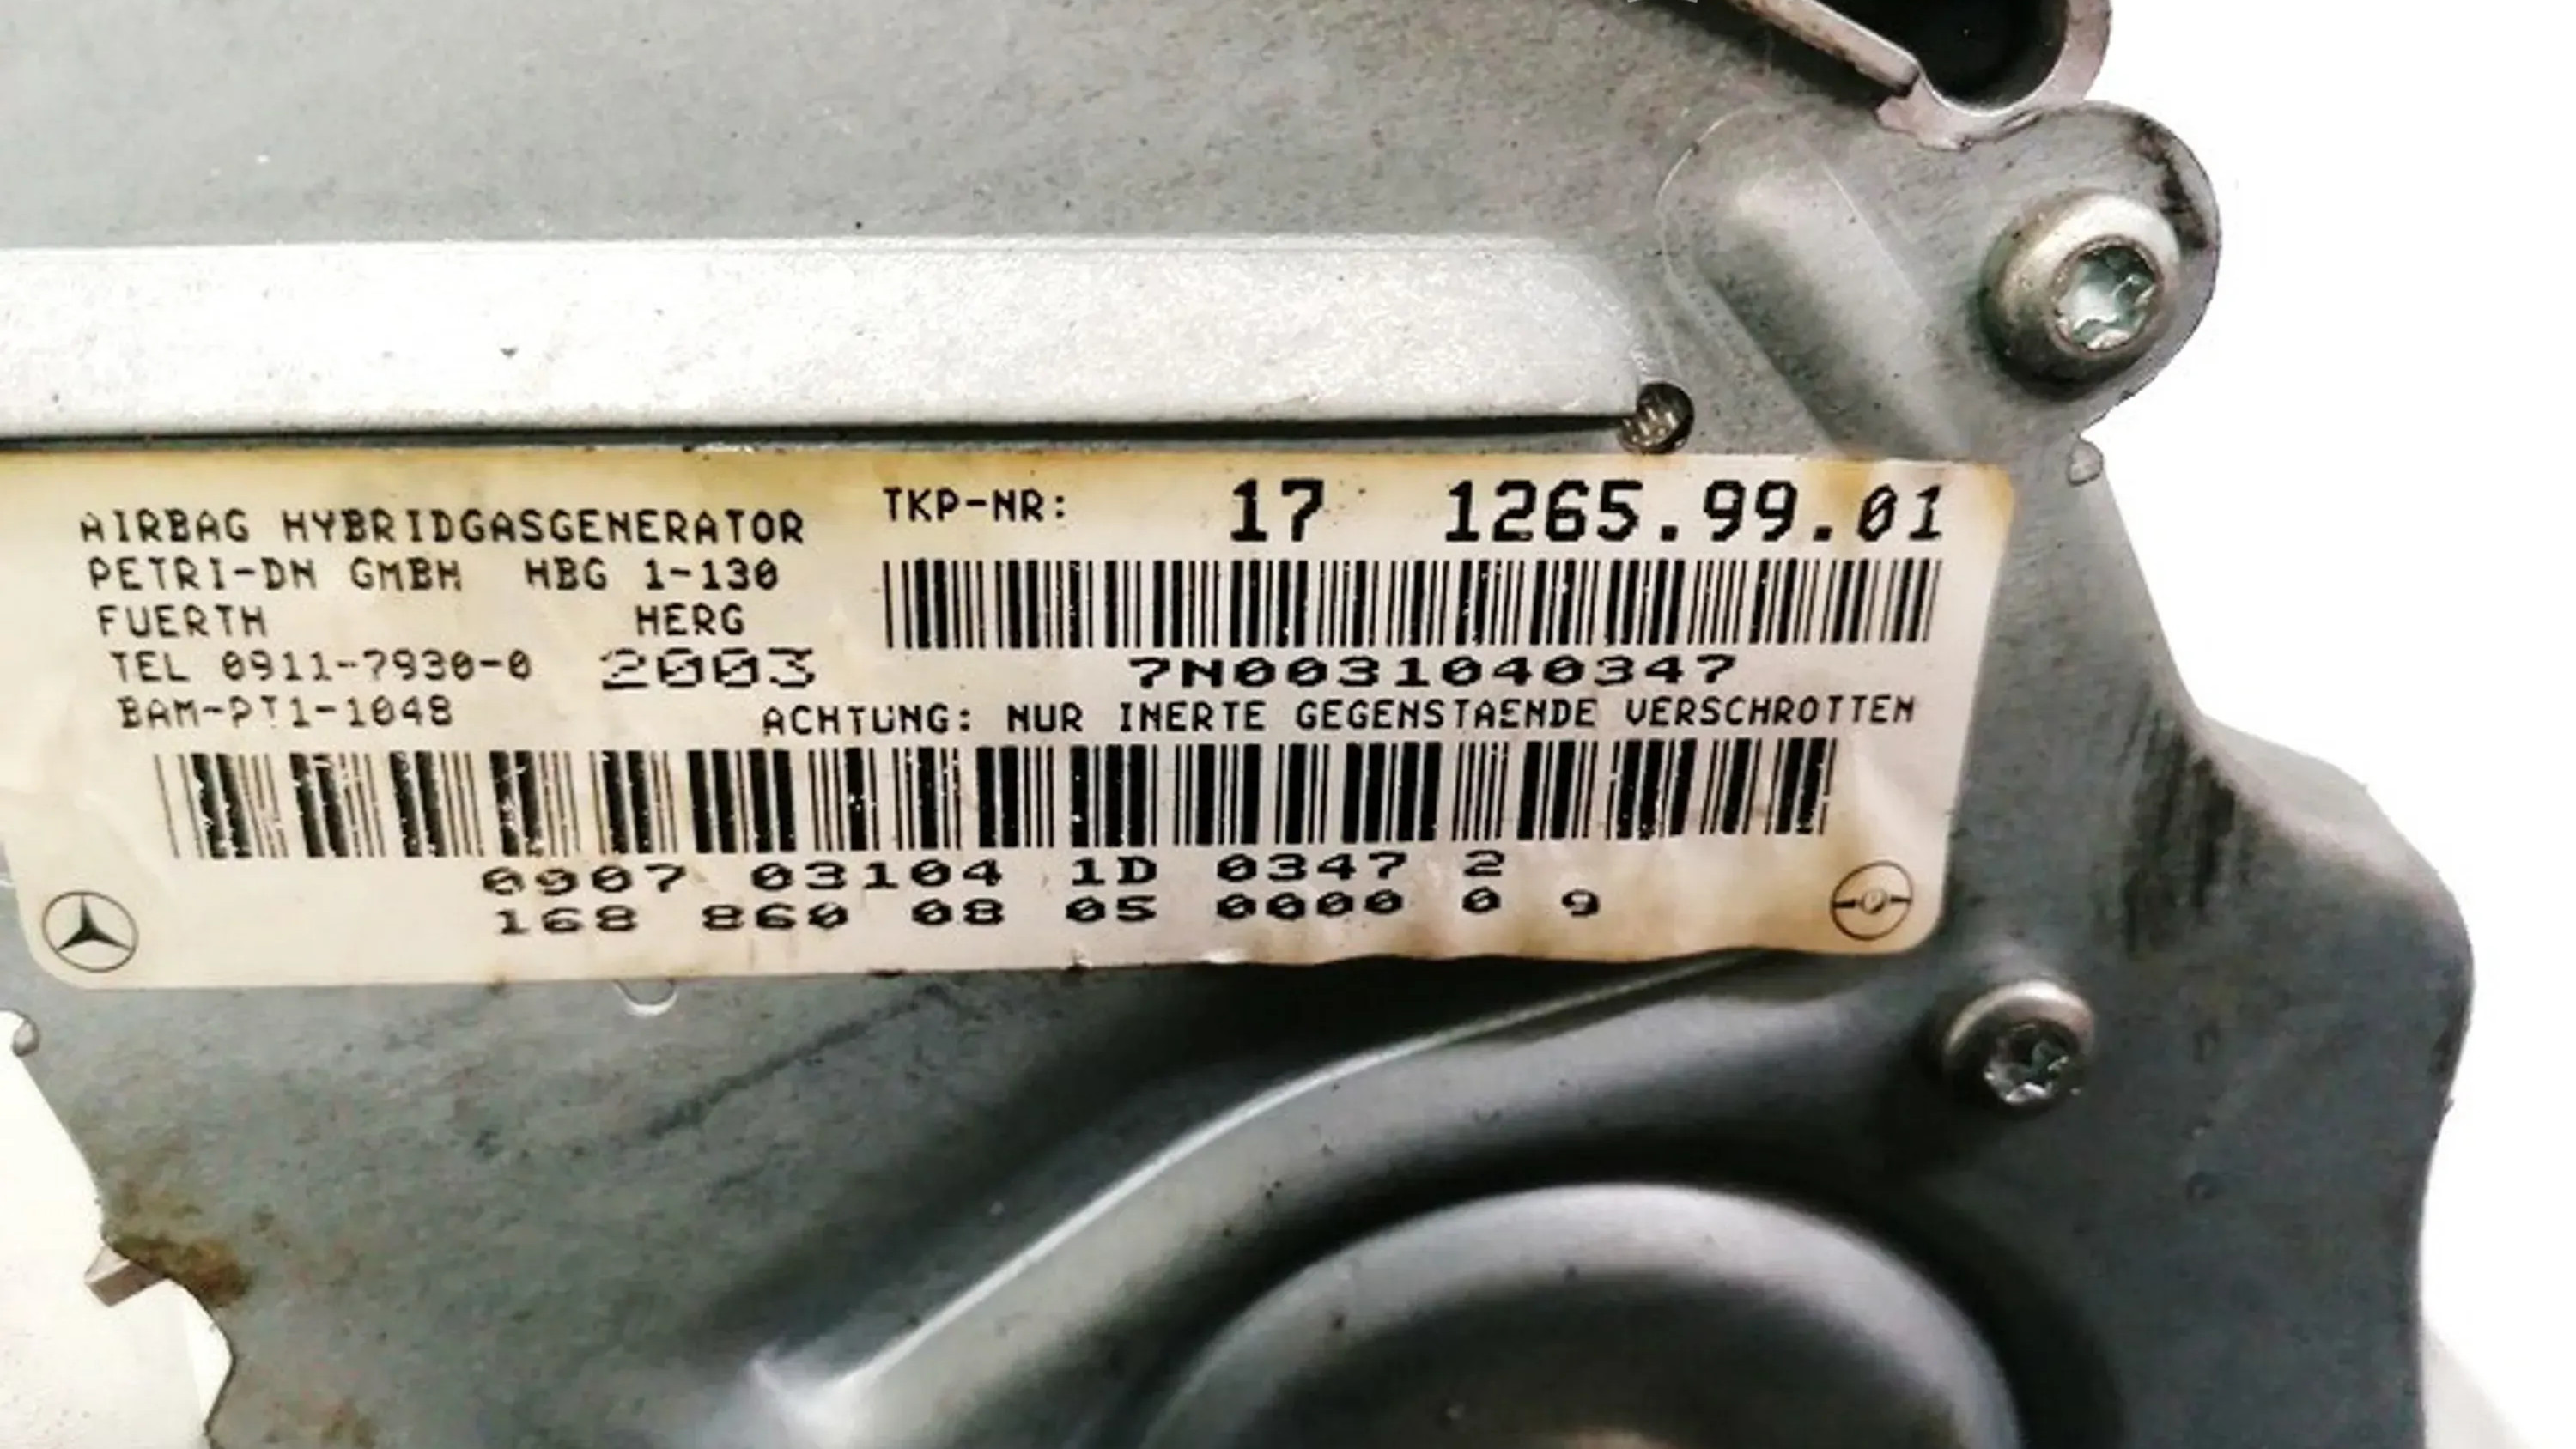 AIRBAG HYBRIDGASGENERATOR
PETRI-DN GMBH HBG 1-130
FUERTH HERG
TEL 0911-7930-0 2003
BAM-PT1-1048
TKP-NR: 17 1265.99.01
7N0031040347
ACHTUNG: NUR INERTE GEGENSTAENDE VERSCHROTTEN
0907 03104 1D 0347 2
168 860 08 05 0000 0 9